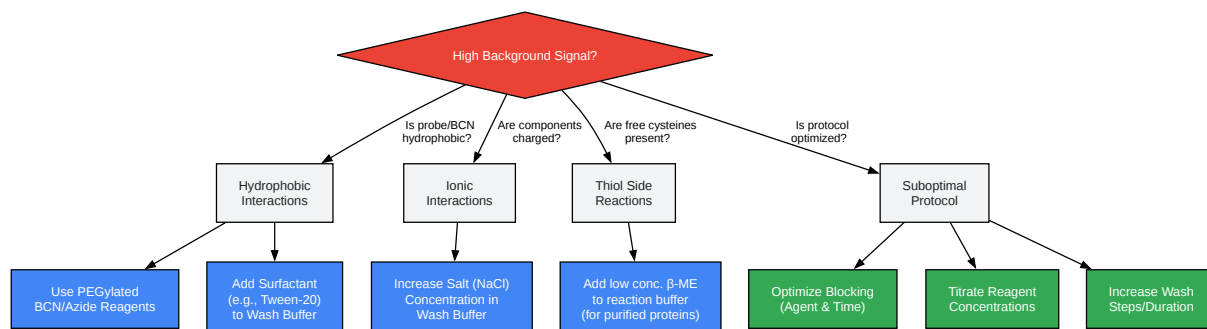 High Background Signal?
Is probe/BCN
hydrophobic?
Are components
charged?
Are free cysteines
present?
Is protocol
optimized?
Hydrophobic
Interactions
Ionic
Interactions
Thiol Side
Reactions
Suboptimal
Protocol
Use PEGylated
BCN/Azide Reagents
Add Surfactant
(e.g., Tween-20)
to Wash Buffer
Increase Salt (NaCl)
Concentration in
Wash Buffer
Add low conc. β-ME
to reaction buffer
(for purified proteins)
Optimize Blocking
(Agent & Time)
Titrate Reagent
Concentrations
Increase Wash
Steps/Duration